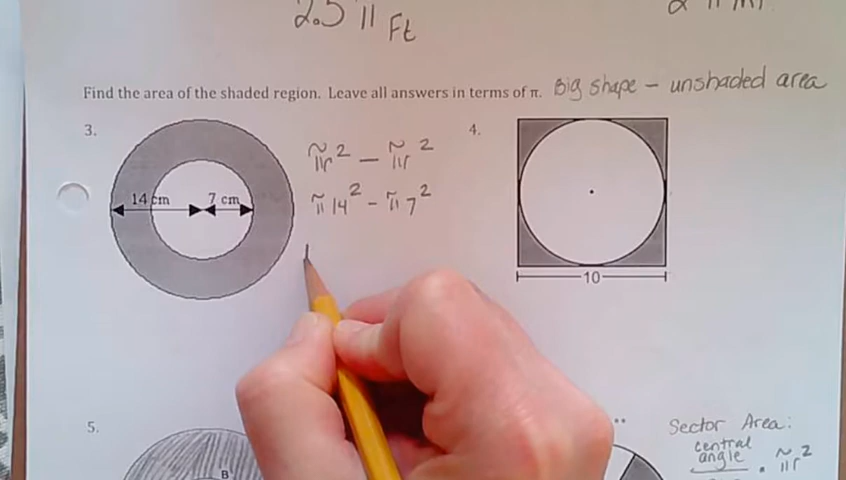 2.5 π Ft
Find the area of the shaded region. Leave all answers in terms of π. Big shape – unshaded area
3.
14 cm
7 cm
πr² – πr²
π14² – π7²
4.
10
5.
B
Sector Area:
central
angle · πr²